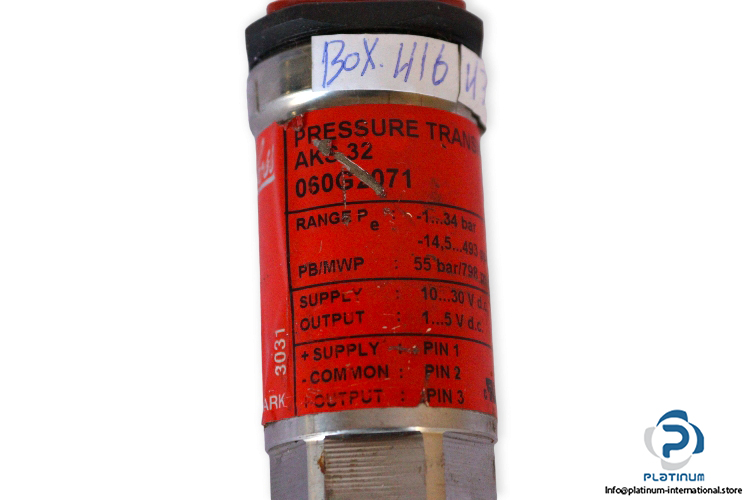 BOX.416
PRESSURE TRANS
AKS 32
060G2071
RANGE Pe : -1...34 bar
-14,5...493
PB/MWP : 55 bar/798
SUPPLY : 10...30 V d.c.
OUTPUT : 1...5 V d.c.
+ SUPPLY : PIN 1
- COMMON : PIN 2
+ OUTPUT : PIN 3
3031
ARK
PLATINUM
Info@platinum-international.store